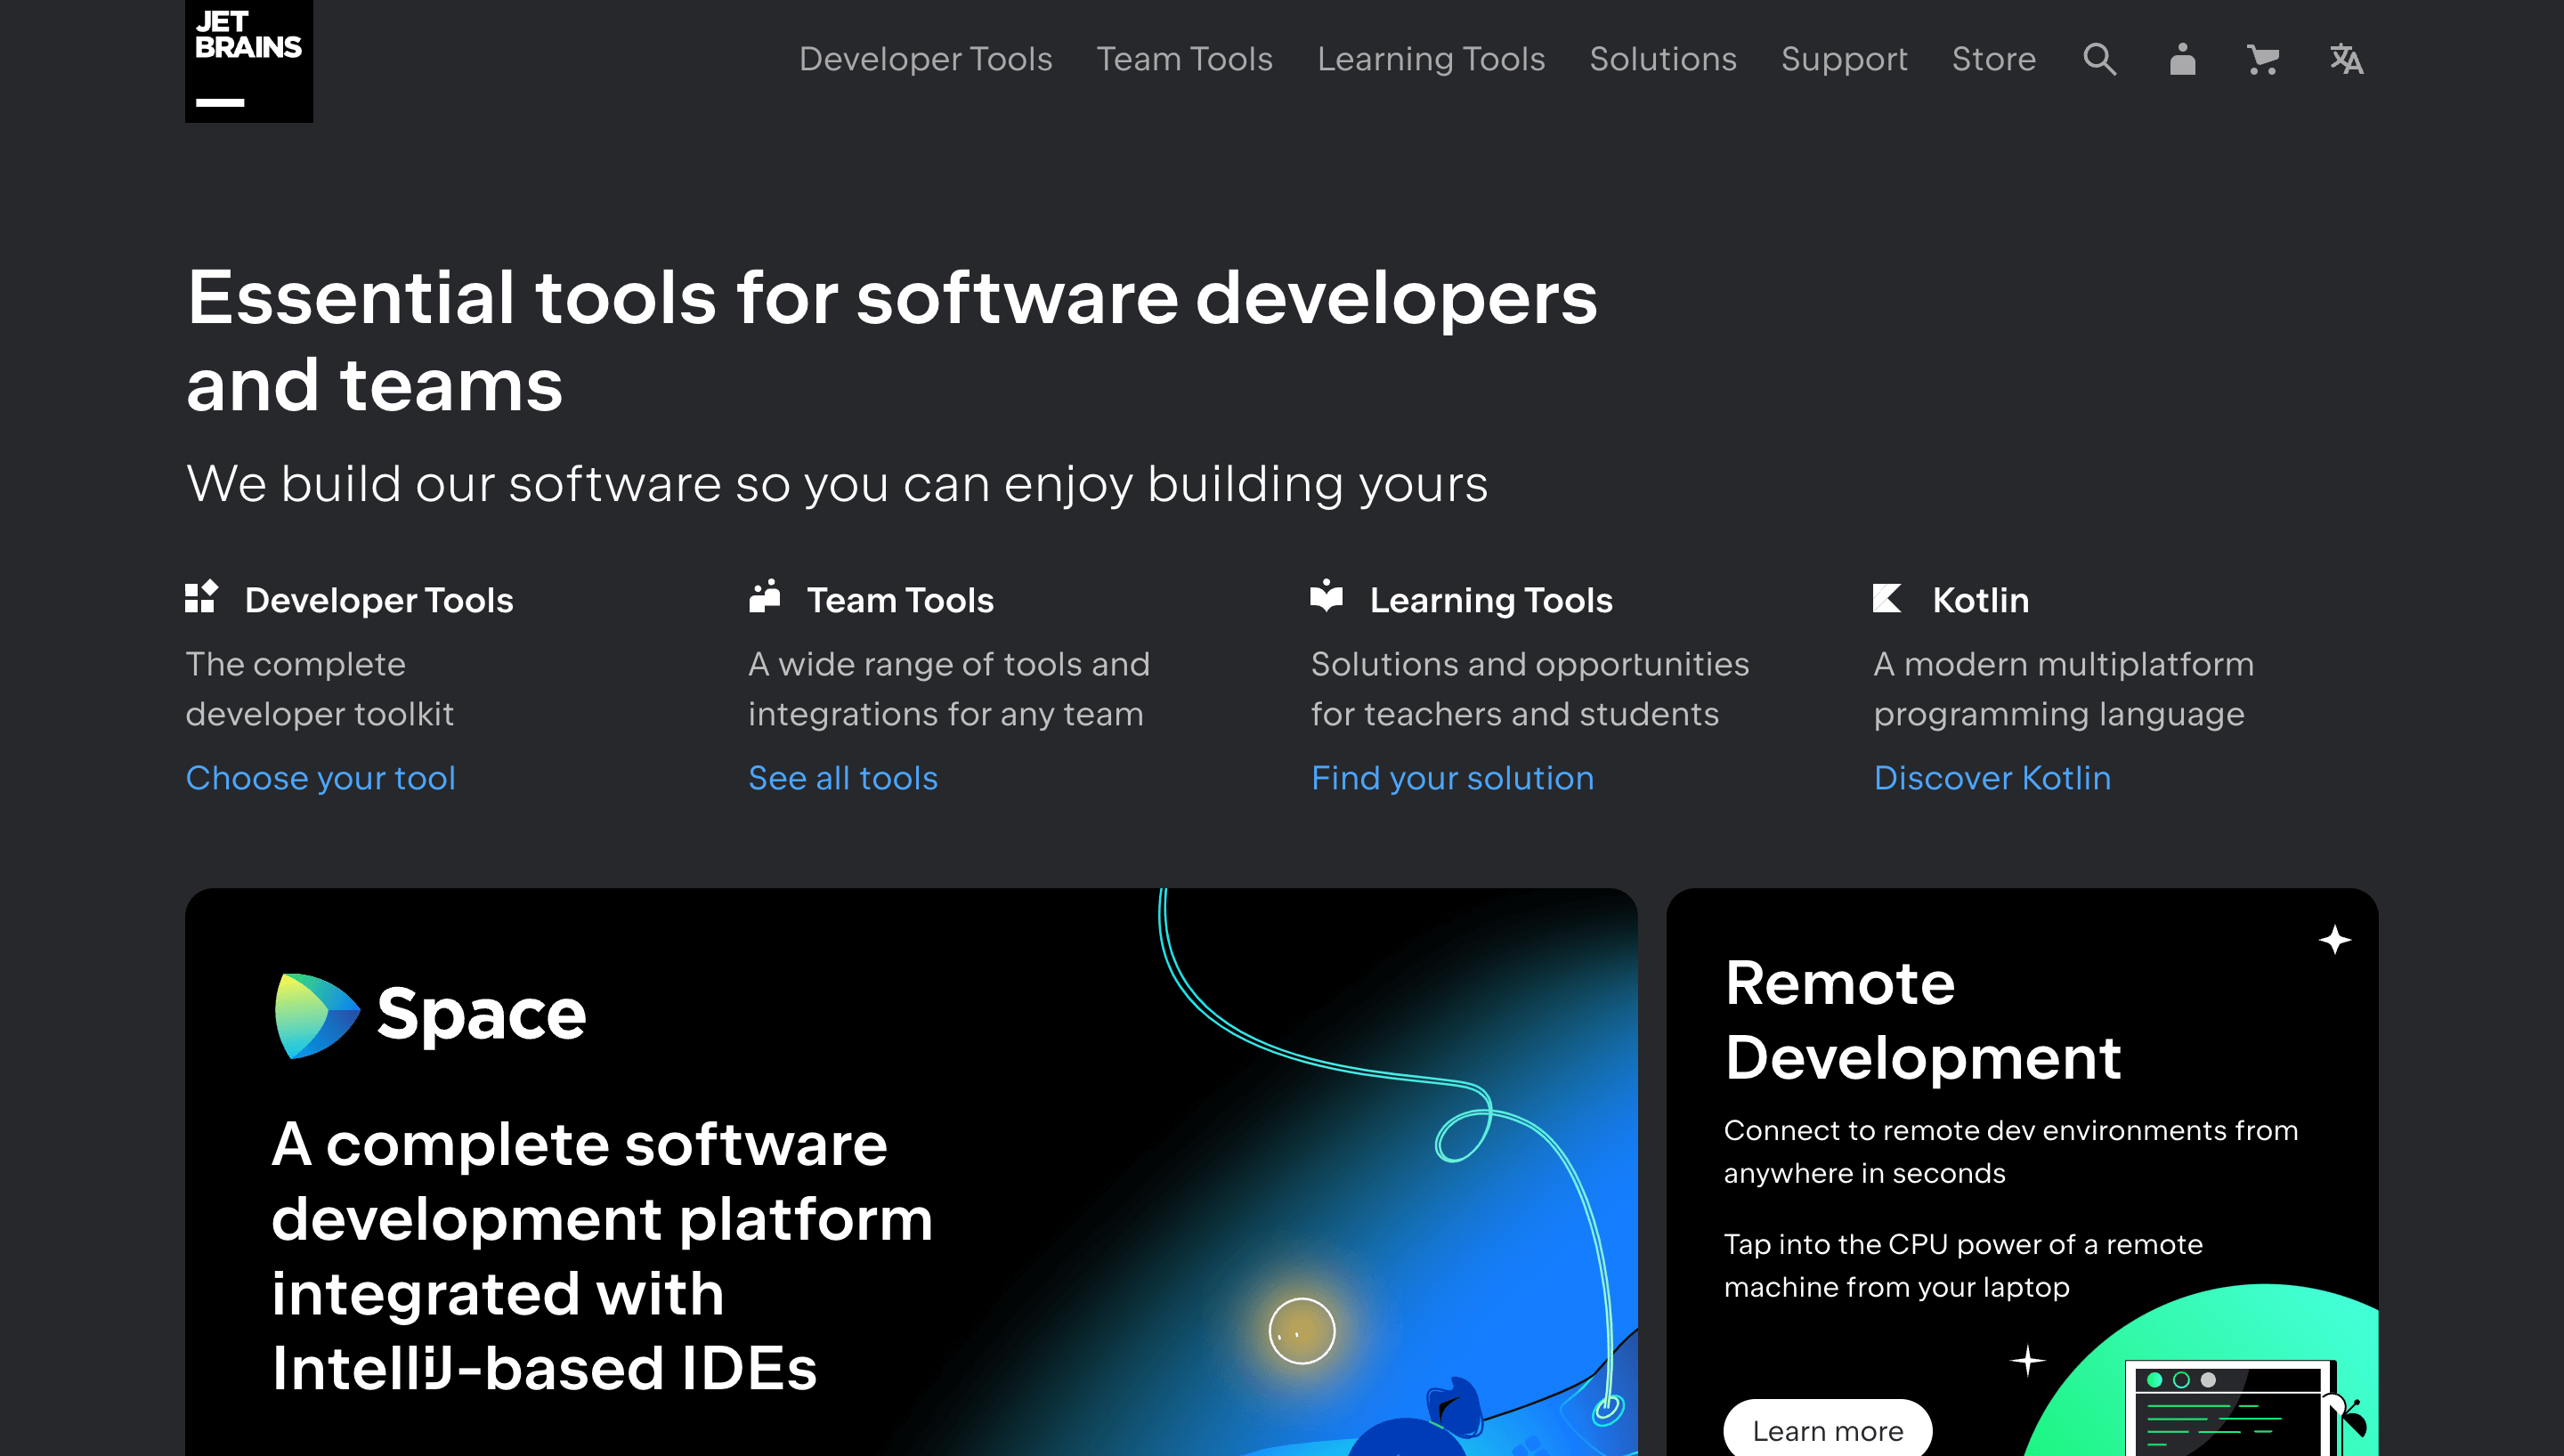 JET
BRAINS
Developer Tools Team Tools Learning Tools Solutions Support Store
Essential tools for software developers
and teams
We build our software so you can enjoy building yours
Developer Tools
The complete
developer toolkit
Choose your tool
Team Tools
A wide range of tools and
integrations for any team
See all tools
Learning Tools
Solutions and opportunities
for teachers and students
Find your solution
Kotlin
A modern multiplatform
programming language
Discover Kotlin
Space
A complete software
development platform
integrated with
IntelliJ-based IDEs
Remote
Development
Connect to remote dev environments from
anywhere in seconds
Tap into the CPU power of a remote
machine from your laptop
Learn more